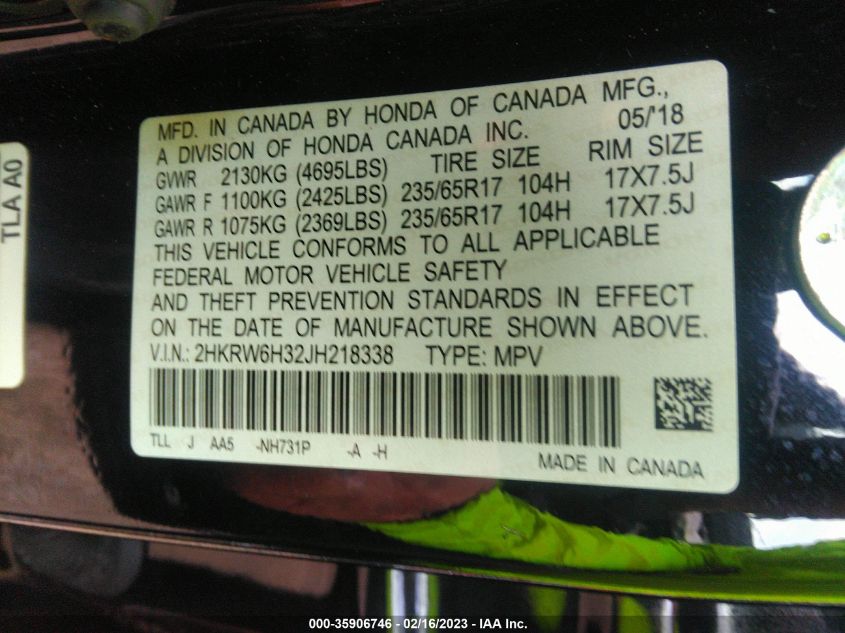 TLA A0
MFD. IN CANADA BY HONDA OF CANADA MFG.,
A DIVISION OF HONDA CANADA INC. 05/'18
GVWR 2130KG (4695LBS) TIRE SIZE RIM SIZE
GAWR F 1100KG (2425LBS) 235/65R17 104H 17X7.5J
GAWR R 1075KG (2369LBS) 235/65R17 104H 17X7.5J
THIS VEHICLE CONFORMS TO ALL APPLICABLE
FEDERAL MOTOR VEHICLE SAFETY
AND THEFT PREVENTION STANDARDS IN EFFECT
ON THE DATE OF MANUFACTURE SHOWN ABOVE.
V.I.N.: 2HKRW6H32JH218338 TYPE: MPV
TLL J AA5 -NH731P -A -H
MADE IN CANADA
000-35906746 - 02/16/2023 - IAA Inc.